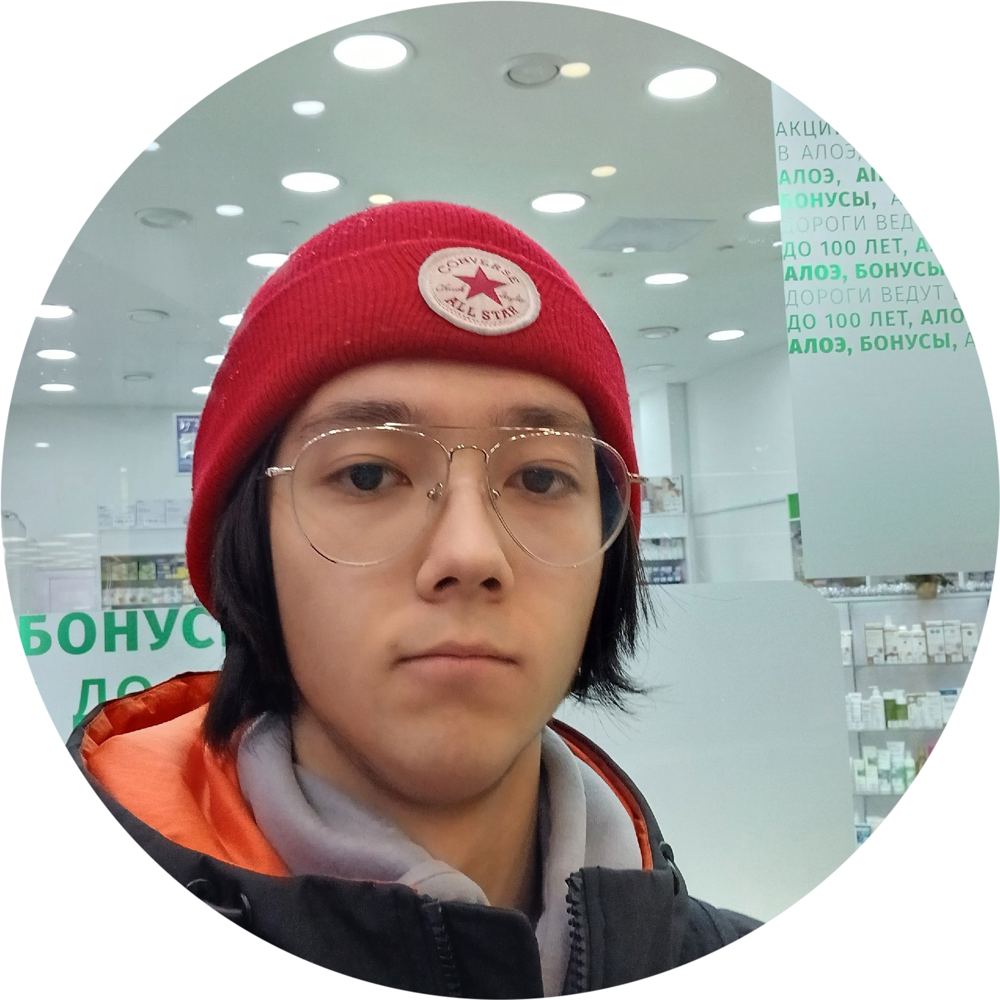 АКЦИ
В АЛОЭ,
АЛОЭ, АП
БОНУСЫ, А
ДОРОГИ ВЕД
ДО 100 ЛЕТ, А
АЛОЭ, БОНУСЫ
ДОРОГИ ВЕДУТ
ДО 100 ЛЕТ, АЛО
АЛОЭ, БОНУСЫ, А
CONVERSE
ALL STAR
БОНУС
ДО